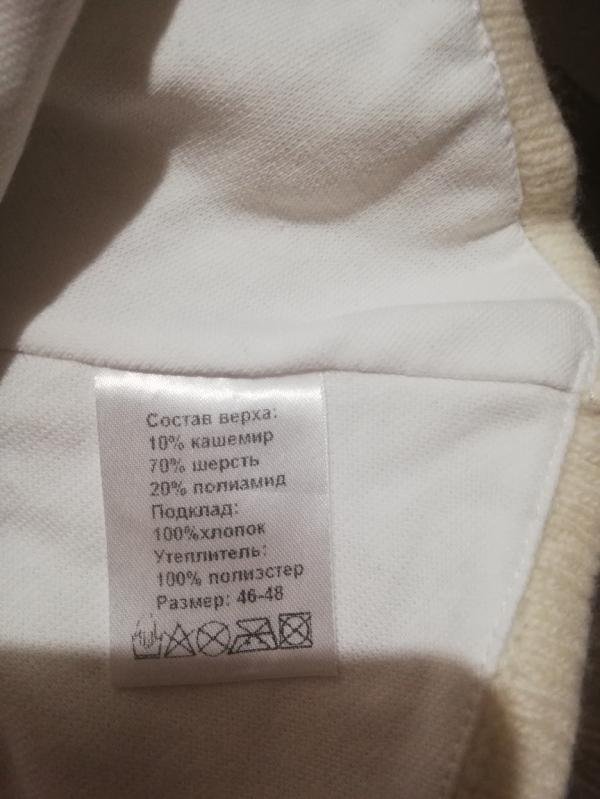 Состав верха:
10% кашемир
70% шерсть
20% полиамид
Подклад:
100%хлопок
Утеплитель:
100% полиэстер
Размер: 46-48